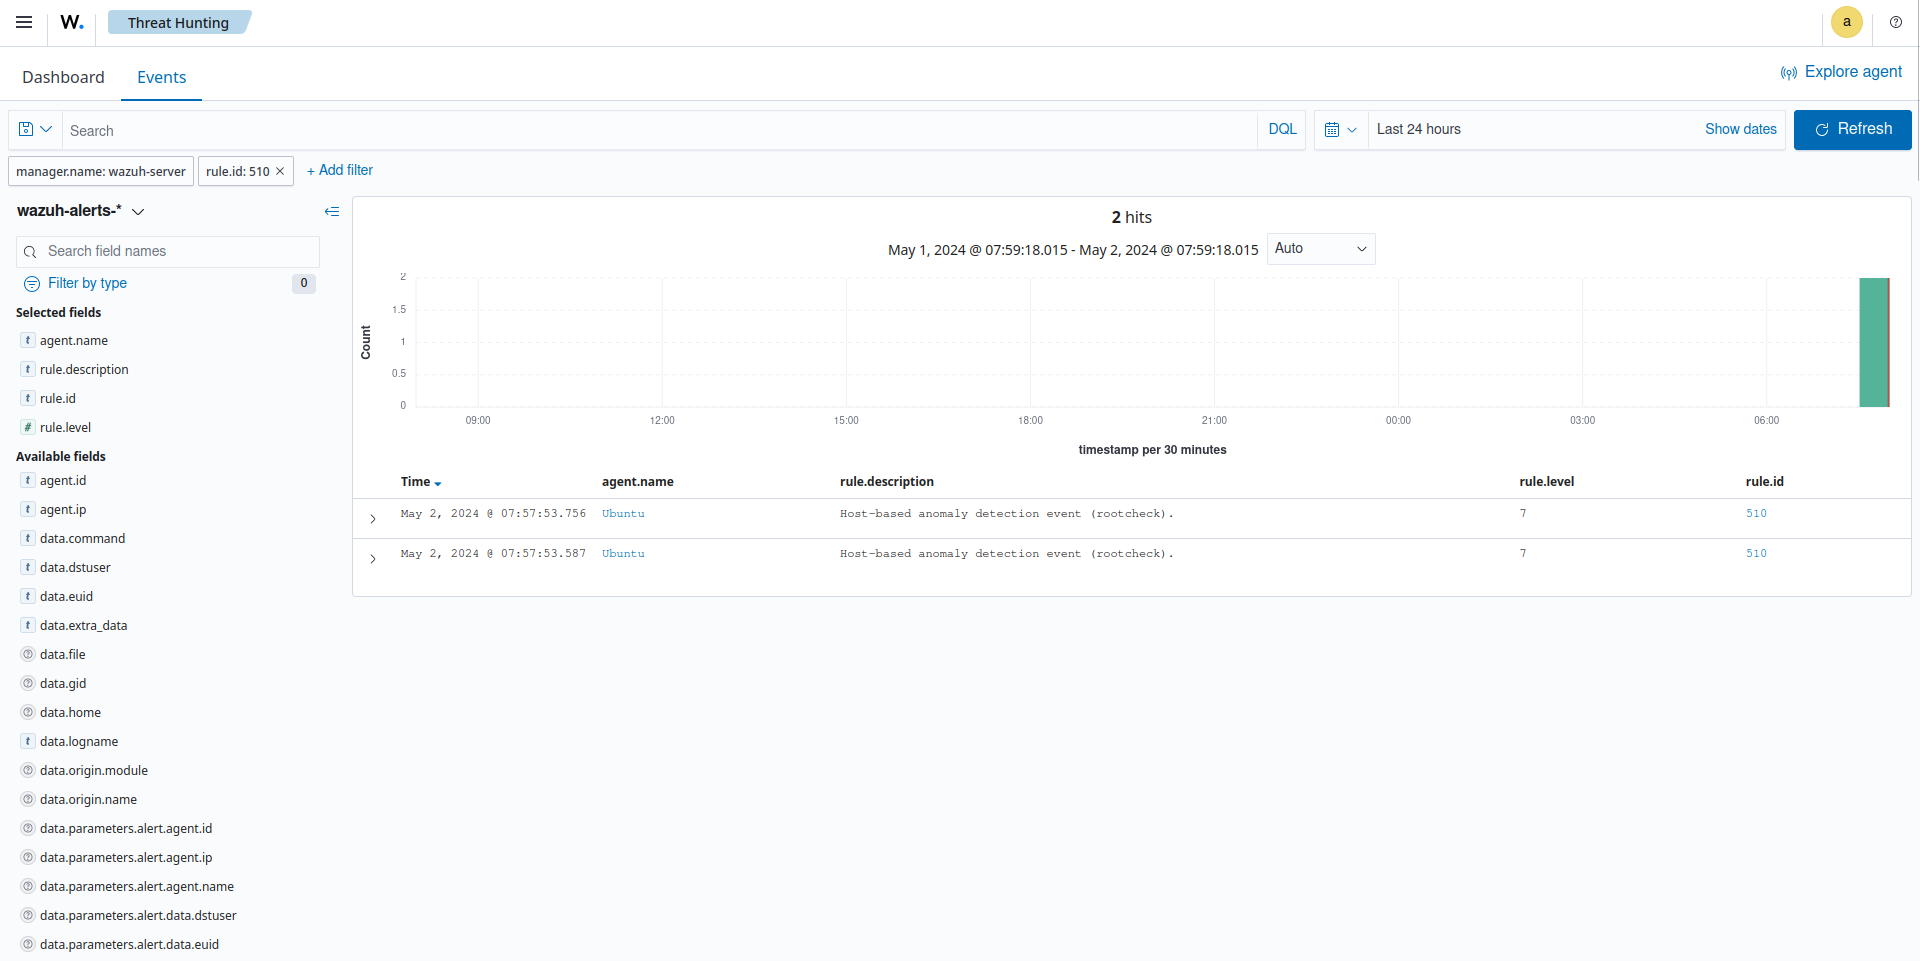 W.
Threat Hunting
a
Dashboard
Events
Explore agent
Search
DQL
Last 24 hours
Show dates
Refresh
manager.name: wazuh-server
rule.id: 510
+ Add filter
wazuh-alerts-*
Search field names
Filter by type
0
Selected fields
t agent.name
t rule.description
t rule.id
# rule.level
Available fields
t agent.id
t agent.ip
t data.command
t data.dstuser
t data.euid
t data.extra_data
data.file
data.gid
data.home
t data.logname
data.origin.module
data.origin.name
data.parameters.alert.agent.id
data.parameters.alert.agent.ip
data.parameters.alert.agent.name
data.parameters.alert.data.dstuser
data.parameters.alert.data.euid
2 hits
May 1, 2024 @ 07:59:18.015 - May 2, 2024 @ 07:59:18.015
Auto
Count
2
1.5
1
0.5
0
09:00 12:00 15:00 18:00 21:00 00:00 03:00 06:00
timestamp per 30 minutes
Time agent.name rule.description rule.level rule.id
May 2, 2024 @ 07:57:53.756 Ubuntu Host-based anomaly detection event (rootcheck). 7 510
May 2, 2024 @ 07:57:53.587 Ubuntu Host-based anomaly detection event (rootcheck). 7 510